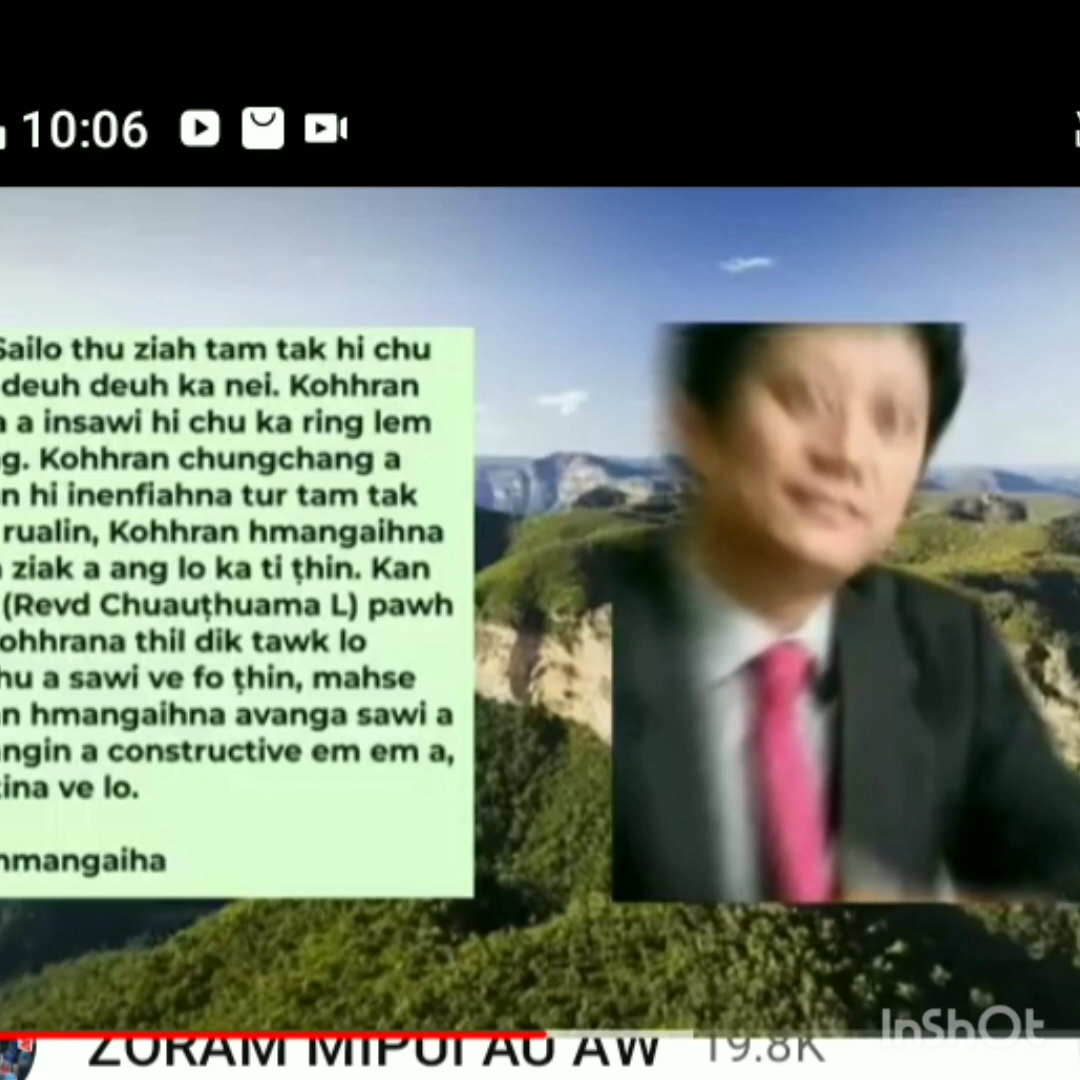 10:06
Sailo thu ziah tam tak hi chu
deuh deuh ka nei. Kohhran
a insawi hi chu ka ring lem
Kohhran chungchang a
hi inenfiahna tur tam tak
rualin, Kohhran hmangaihna
ziak a ang lo ka ti ṭhin. Kan
(Revd Chuauṭhuama L) pawh
ohhrana thil dik tawk lo
hu a sawi ve fo ṭhin, mahse
n hmangaihna avanga sawi a
angin a constructive em em a,
ina ve lo.
hmangaiha
InShOt
ZORAM MIPUI AU AW 19.8K